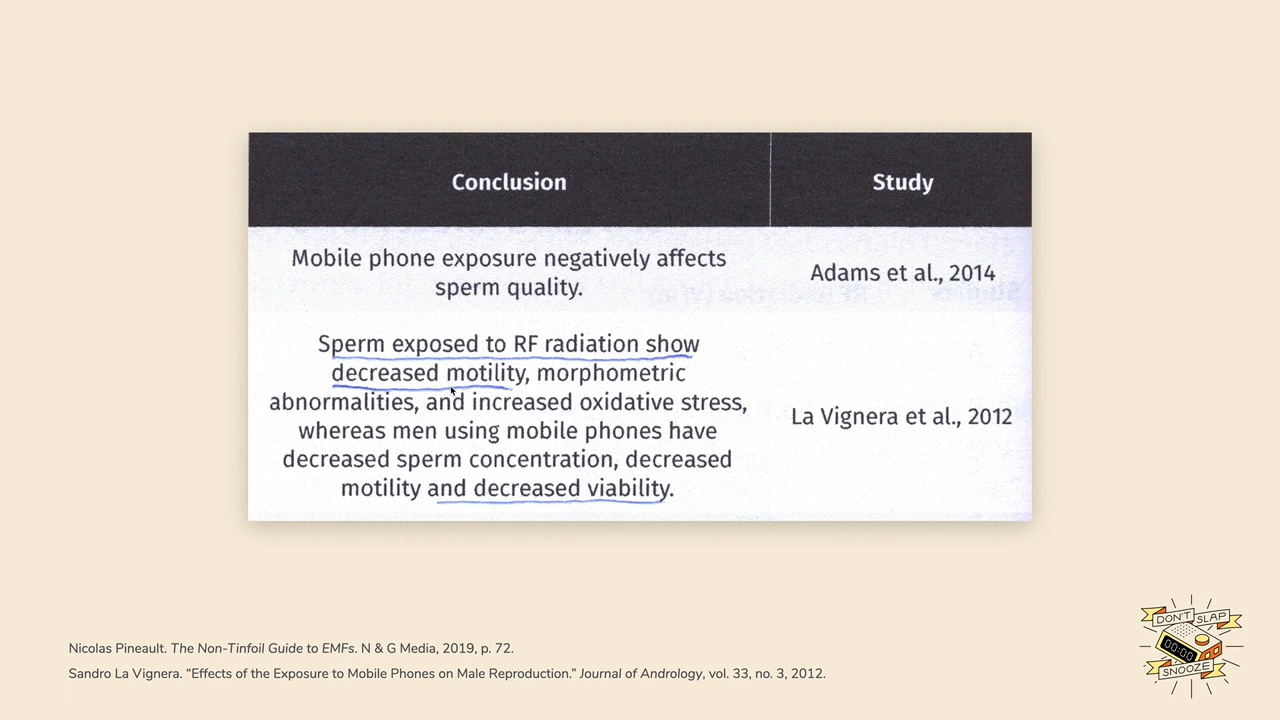 Conclusion
Study
Mobile phone exposure negatively affects
sperm quality.
Adams et al., 2014
Sperm exposed to RF radiation show
decreased motility, morphometric
abnormalities, and increased oxidative stress,
whereas men using mobile phones have
decreased sperm concentration, decreased
motility and decreased viability.
La Vignera et al., 2012
Nicolas Pineault. The Non-Tinfoil Guide to EMFs. N & G Media, 2019, p. 72.
Sandro La Vignera. “Effects of the Exposure to Mobile Phones on Male Reproduction.” Journal of Andrology, vol. 33, no. 3, 2012.
DON'T SLAP
00:00
SNOOZE